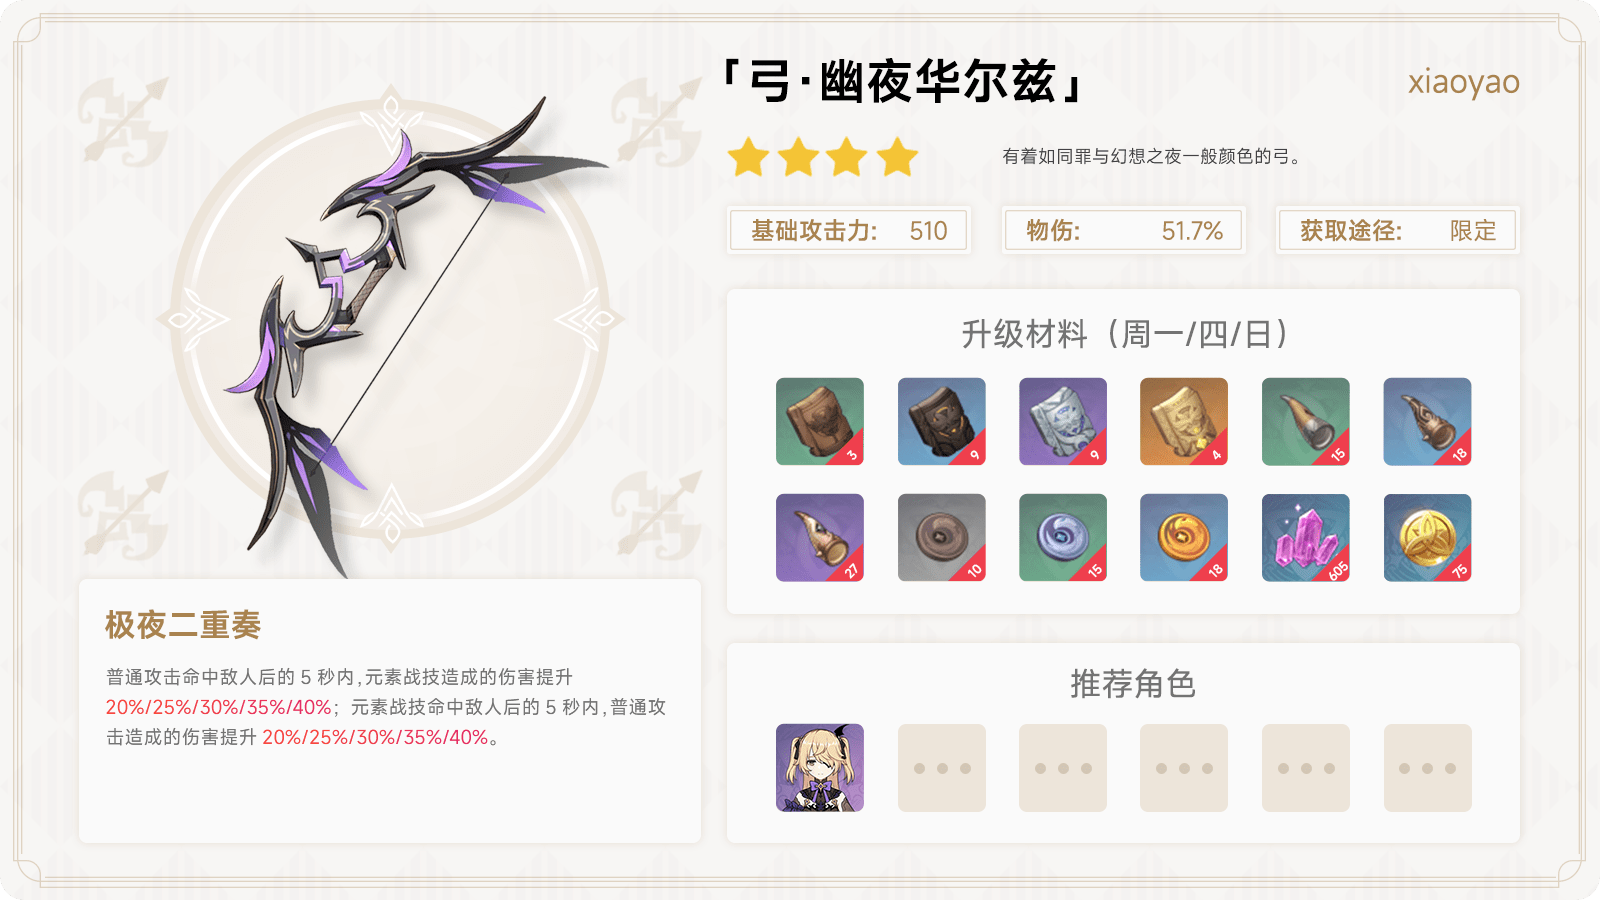 「弓·幽夜华尔兹」
xiaoyao
有着如同罪与幻想之夜一般颜色的弓。
基础攻击力: 510
物伤: 51.7%
获取途径: 限定
升级材料（周一/四/日）
3 9 9 4 15 18
27 10 15 18 605 75
极夜二重奏
普通攻击命中敌人后的 5 秒内,元素战技造成的伤害提升
20%/25%/30%/35%/40%；元素战技命中敌人后的 5 秒内,普通攻
击造成的伤害提升 20%/25%/30%/35%/40%。
推荐角色